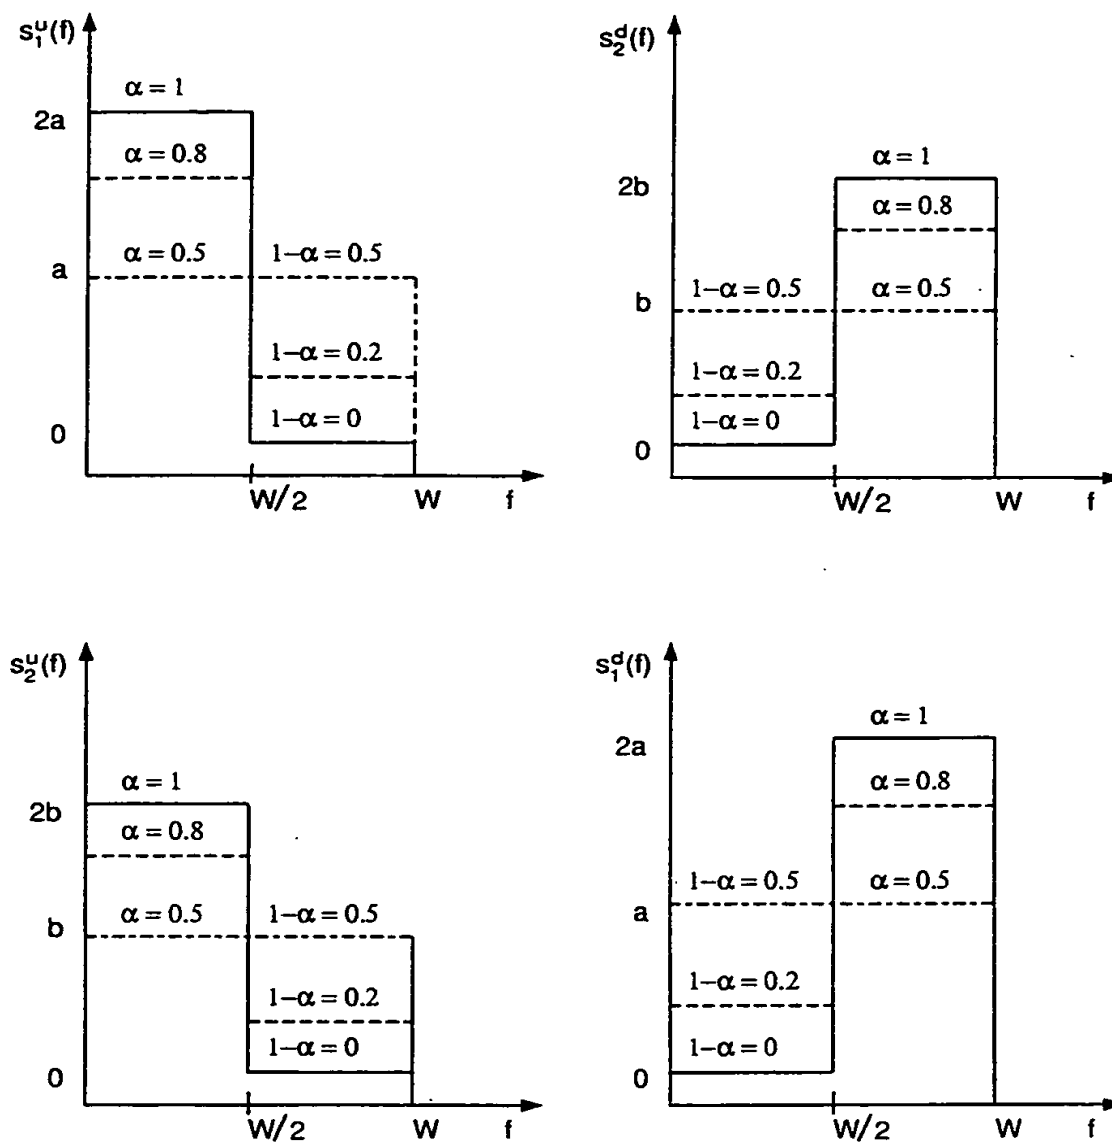 s₁ᵘ(f)
α = 1
2a
α = 0.8
α = 0.5
1–α = 0.5
a
1–α = 0.2
1–α = 0
0
W/2
W
f
s₂ᵈ(f)
α = 1
2b
α = 0.8
1–α = 0.5
α = 0.5
b
1–α = 0.2
1–α = 0
0
W/2
W
f
s₂ᵘ(f)
α = 1
2b
α = 0.8
α = 0.5
1–α = 0.5
b
1–α = 0.2
1–α = 0
0
W/2
W
f
s₁ᵈ(f)
α = 1
2a
α = 0.8
1–α = 0.5
α = 0.5
a
1–α = 0.2
1–α = 0
0
W/2
W
f